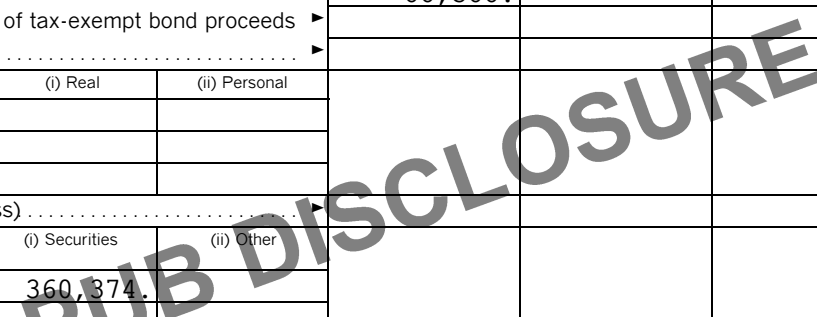 of tax-exempt bond proceeds ►
............................ ►
(i) Real (ii) Personal
ss) ........................... ►
(i) Securities (ii) Other
360,374.
PUB DISCLOSURE